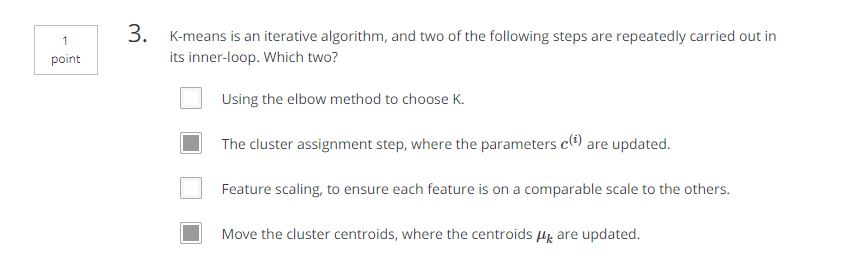 1
point
3.
K-means is an iterative algorithm, and two of the following steps are repeatedly carried out in
its inner-loop. Which two?
Using the elbow method to choose K.
The cluster assignment step, where the parameters c⁽ⁱ⁾ are updated.
Feature scaling, to ensure each feature is on a comparable scale to the others.
Move the cluster centroids, where the centroids μₖ are updated.